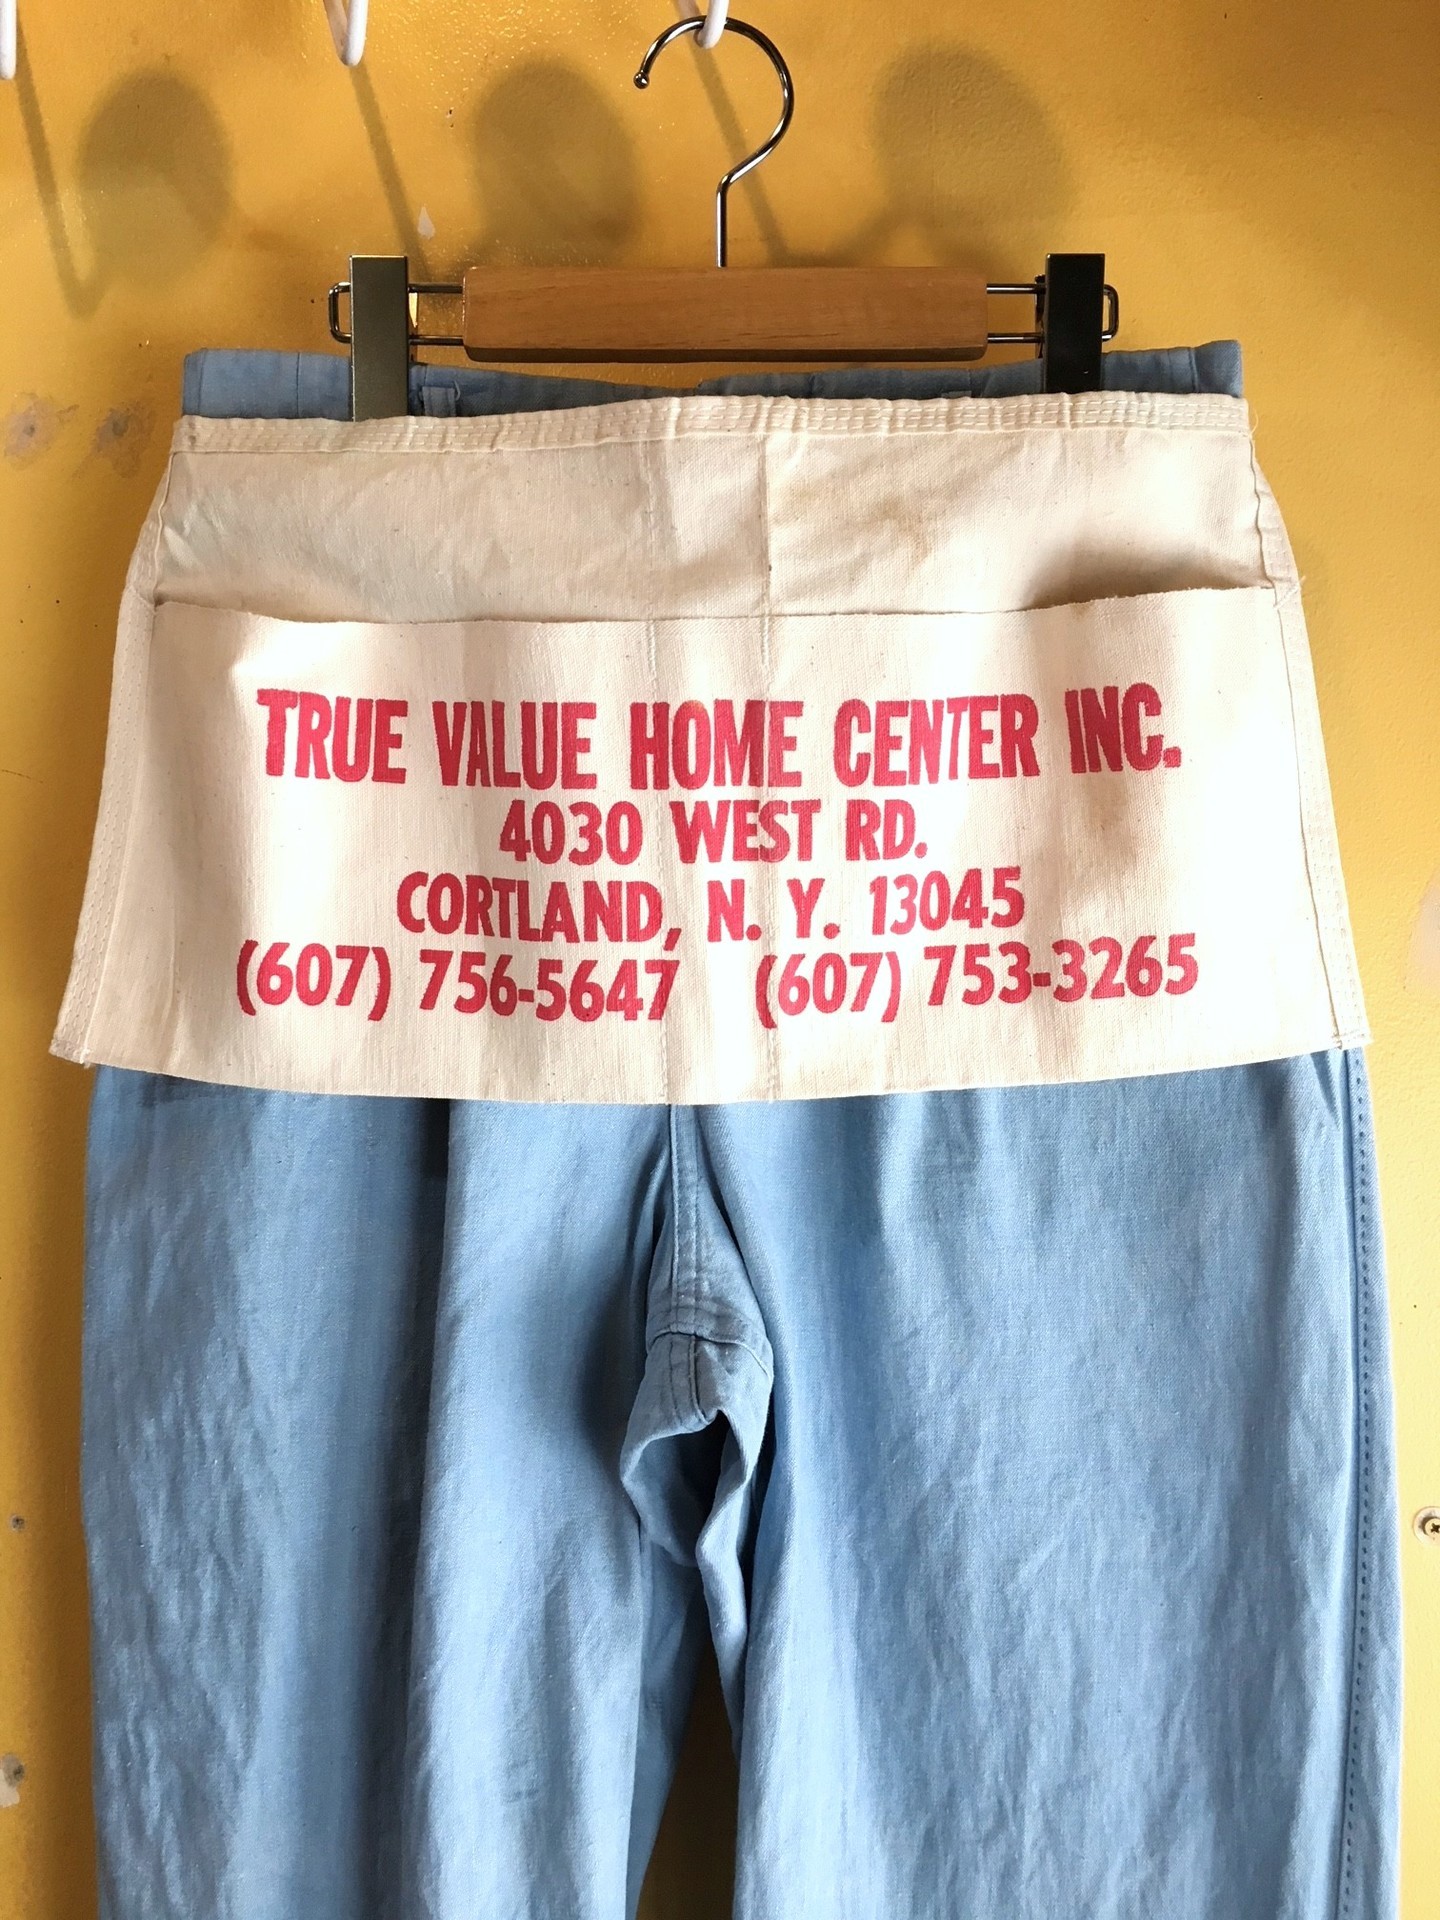 TRUE VALUE HOME CENTER INC.
4030 WEST RD.
CORTLAND, N. Y. 13045
(607) 756-5647 (607) 753-3265